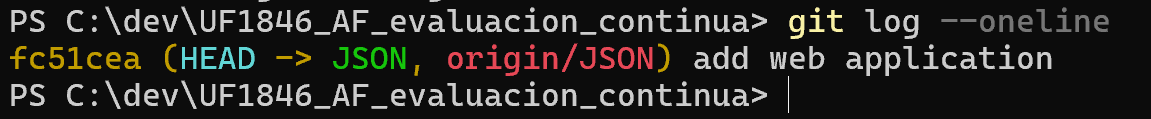 PS C:\dev\UF1846_AF_evaluacion_continua> git log --oneline
fc51cea (HEAD -> JSON, origin/JSON) add web application
PS C:\dev\UF1846_AF_evaluacion_continua>